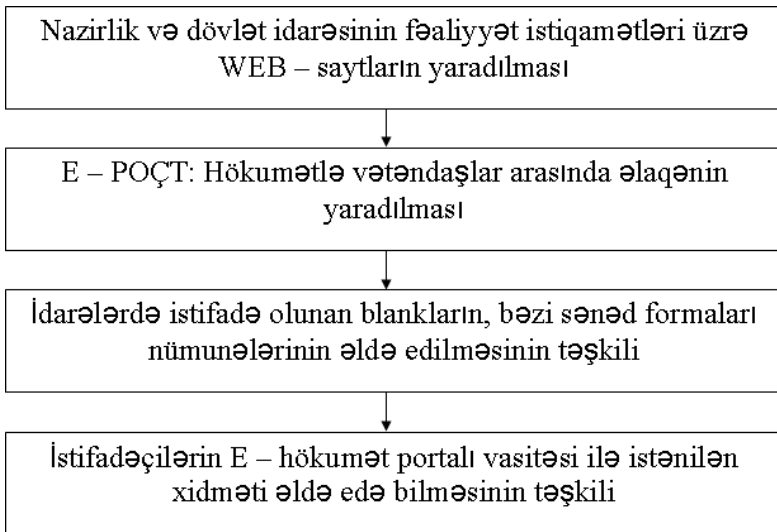 Nazirlik və dövlət idarəsinin fəaliyyət istiqamətləri üzrə
WEB – saytların yaradılması
E – POÇT: Hökumətlə vətəndaşlar arasında əlaqənin
yaradılması
İdarələrdə istifadə olunan blankların, bəzi sənəd formaları
nümunələrinin əldə edilməsinin təşkili
İstifadəçilərin E – hökumət portalı vasitəsi ilə istənilən
xidməti əldə edə bilməsinin təşkili